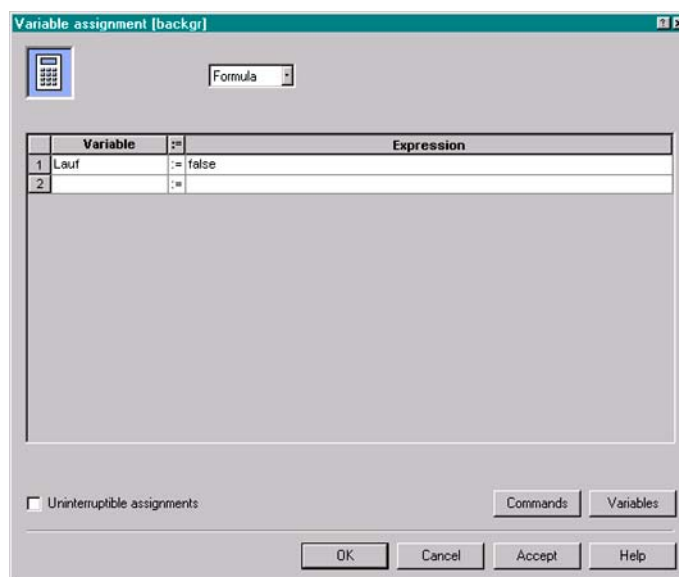 Variable assignment [backgr]
Formula
Variable := Expression
1 Lauf := false
2 :=
Uninterruptible assignments
Commands Variables
OK Cancel Accept Help